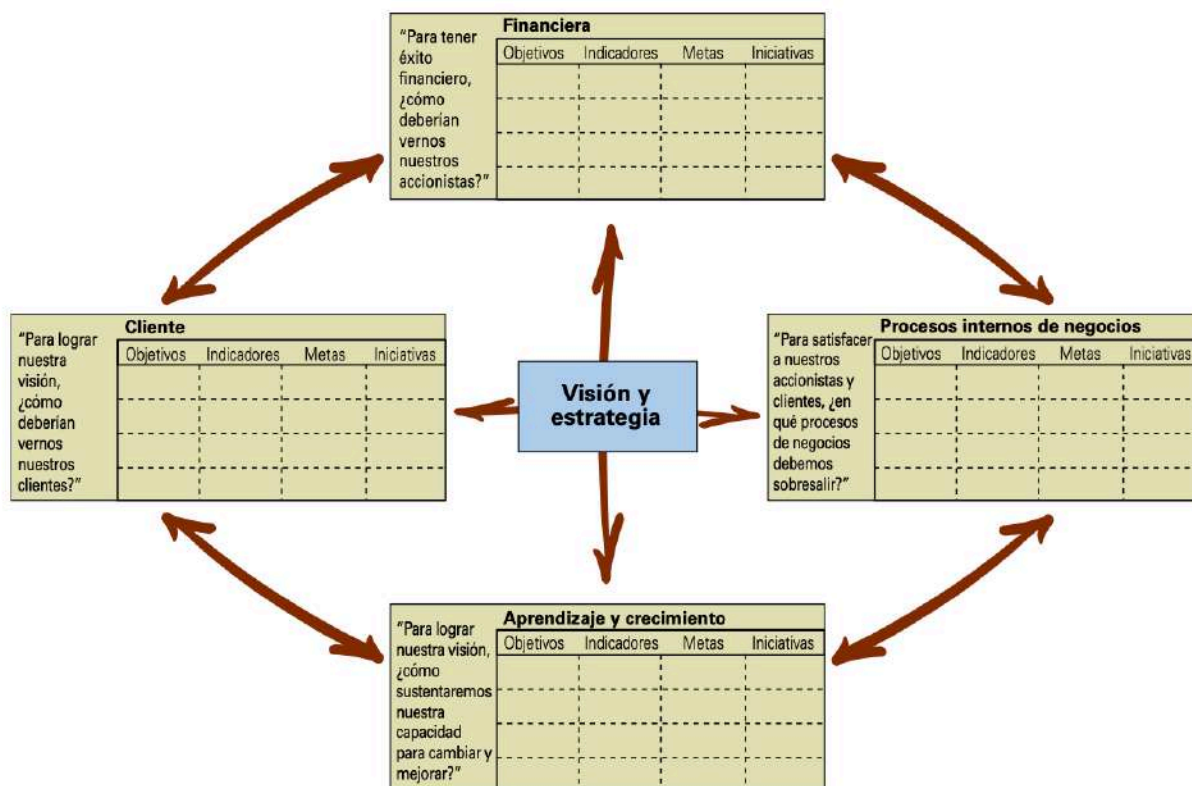 Financiera
"Para tener
éxito
financiero,
¿cómo
deberían
vernos
nuestros
accionistas?"
Objetivos Indicadores Metas Iniciativas
Cliente
"Para lograr
nuestra
visión,
¿cómo
deberían
vernos
nuestros
clientes?"
Objetivos Indicadores Metas Iniciativas
Visión y
estrategia
Procesos internos de negocios
"Para satisfacer
a nuestros
accionistas y
clientes, ¿en
qué procesos
de negocios
debemos
sobresalir?"
Objetivos Indicadores Metas Iniciativas
Aprendizaje y crecimiento
"Para lograr
nuestra visión,
¿cómo
sustentaremos
nuestra
capacidad
para cambiar y
mejorar?"
Objetivos Indicadores Metas Iniciativas